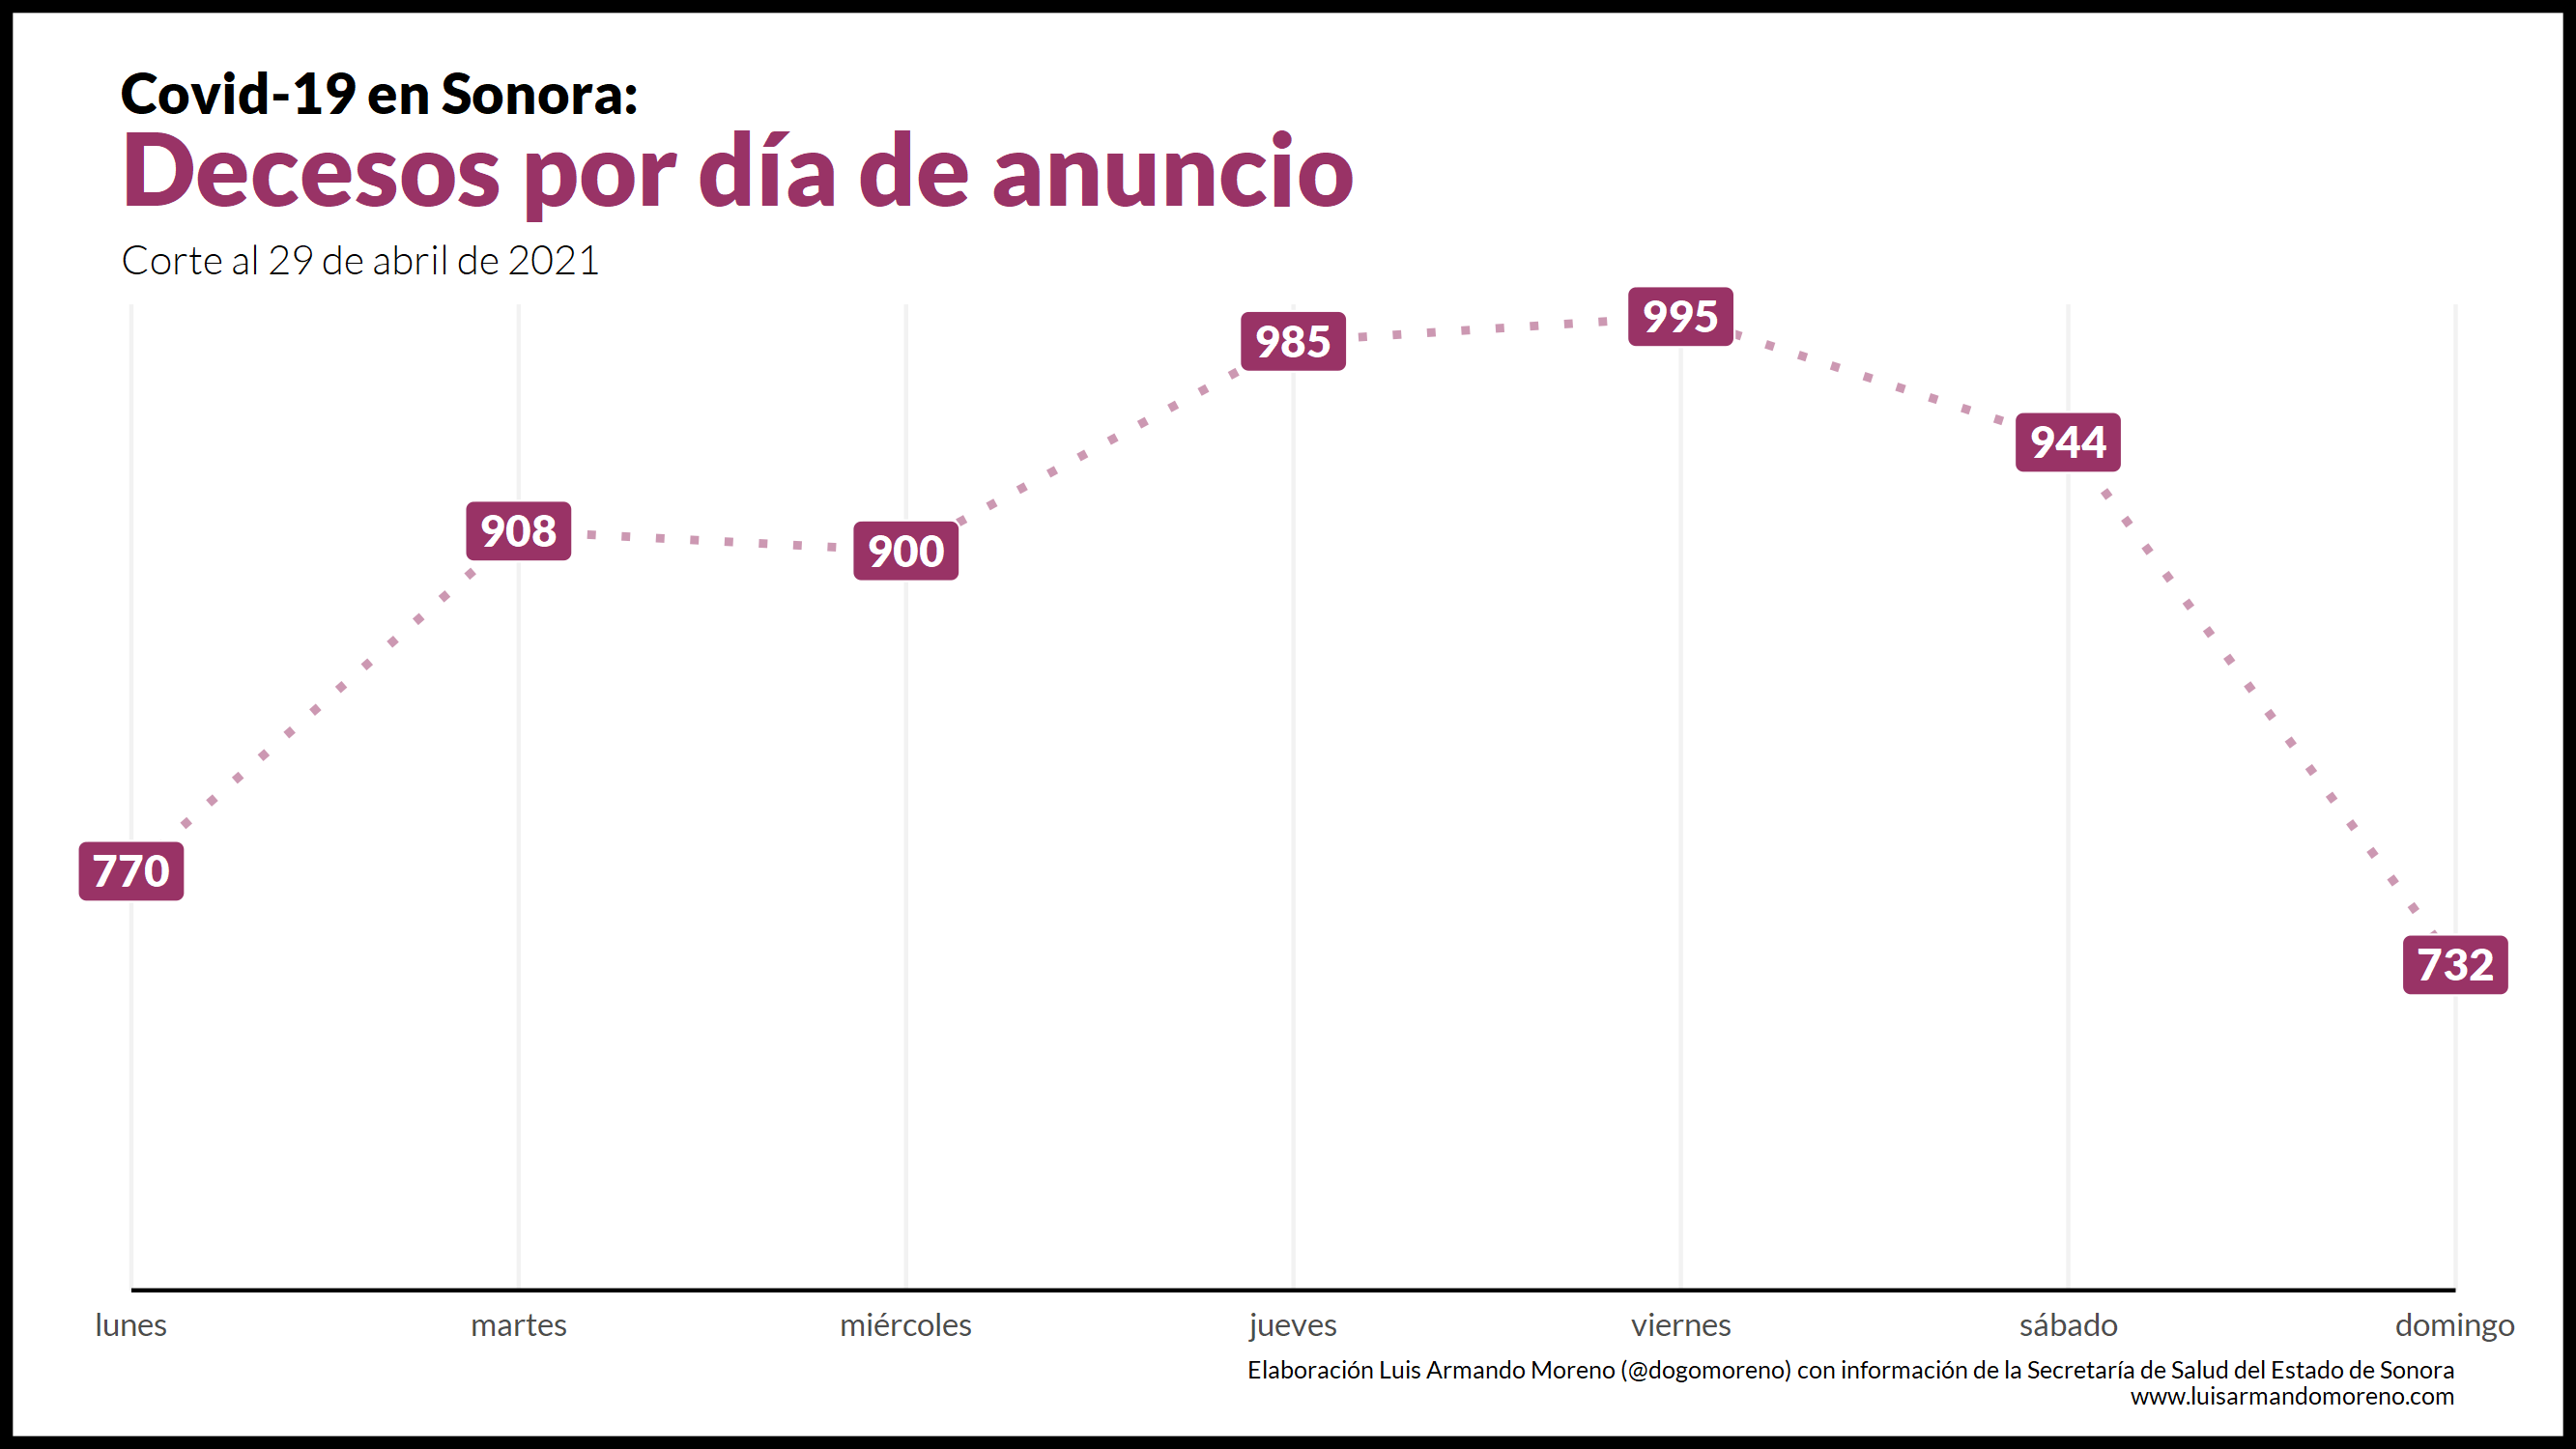 Covid-19 en Sonora:
Decesos por día de anuncio
Corte al 29 de abril de 2021
995
985
944
908
900
770
732
lunes martes miércoles jueves viernes sábado domingo
Elaboración Luis Armando Moreno (@dogomoreno) con información de la Secretaría de Salud del Estado de Sonora
www.luisarmandomoreno.com